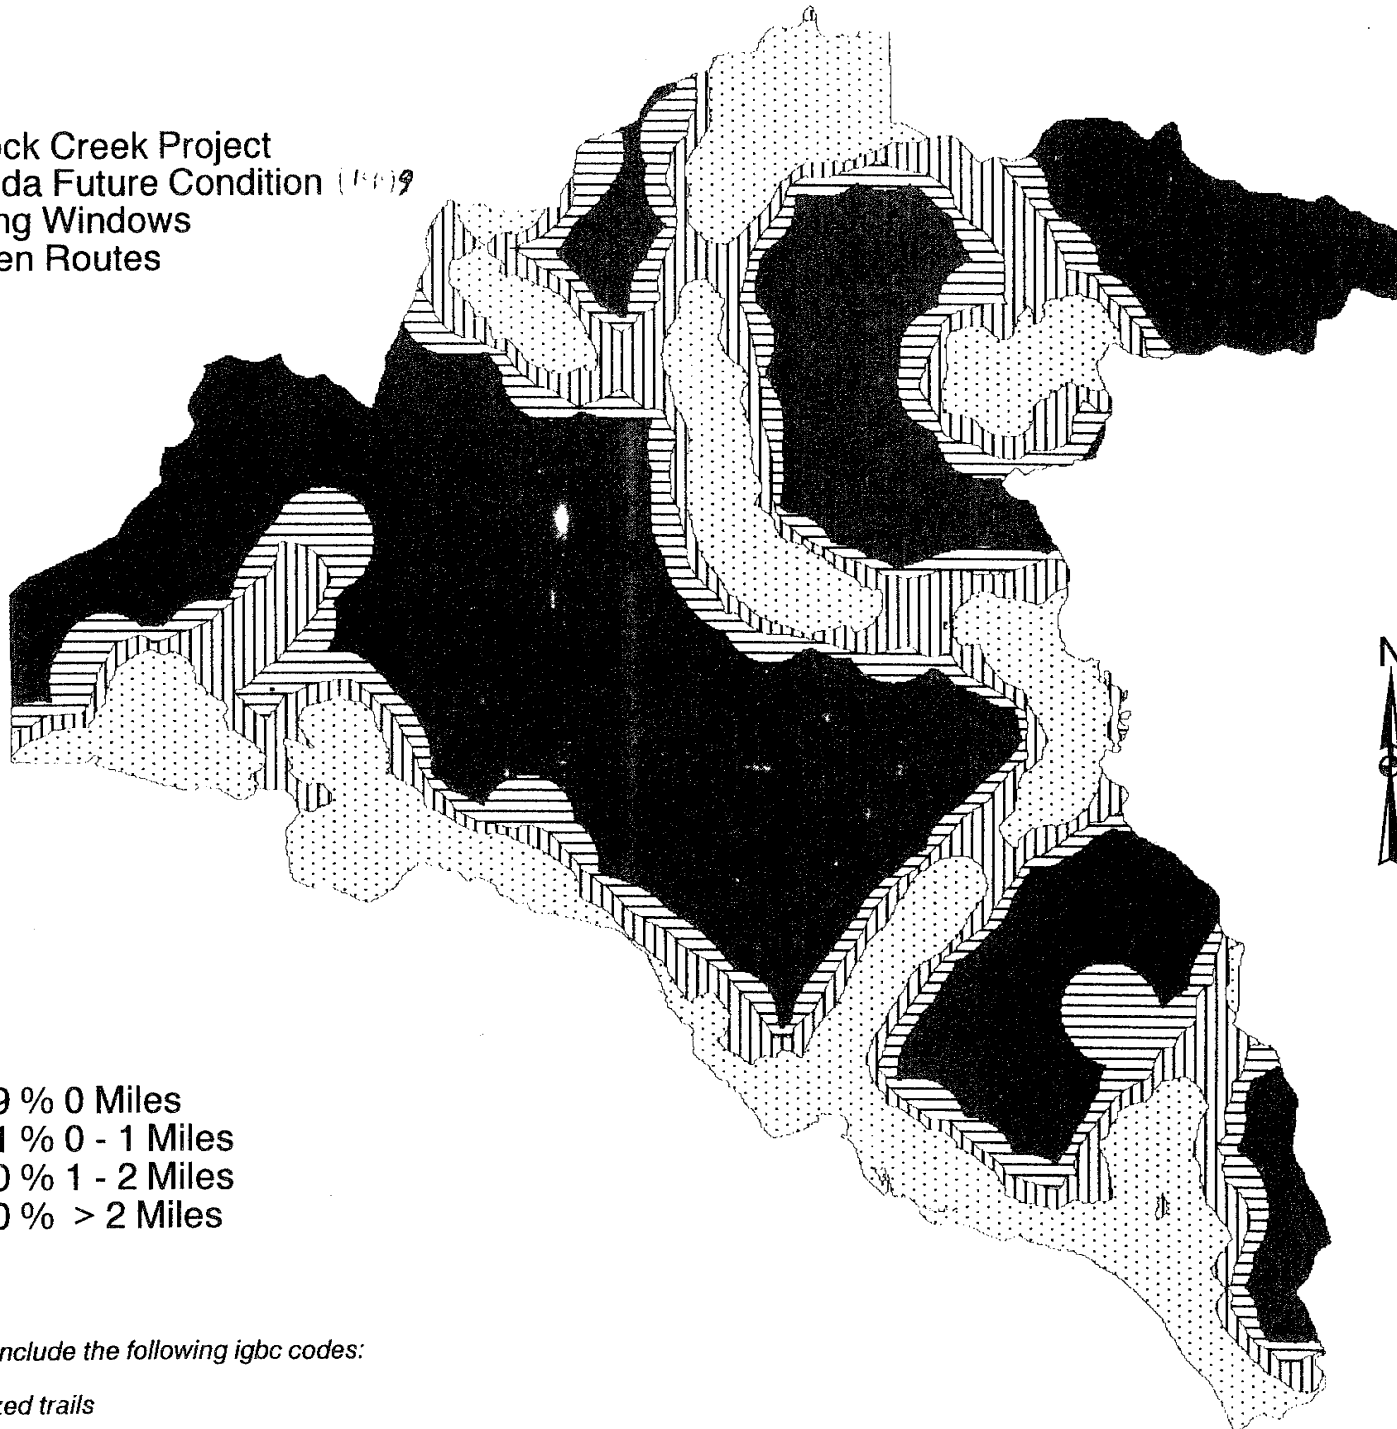 ock Creek Project
da Future Condition
ng Windows
en Routes
N
9 % 0 Miles
1 % 0 - 1 Miles
0 % 1 - 2 Miles
0 % > 2 Miles
nclude the following igbc codes:
zed trails